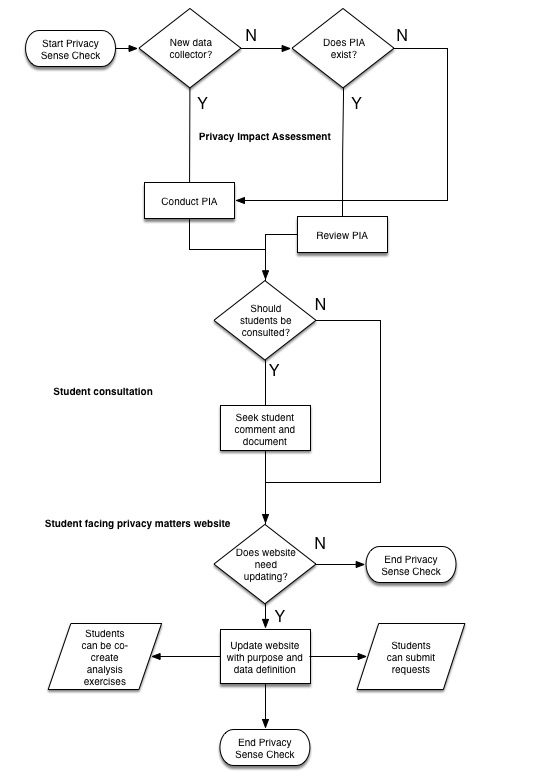 Start Privacy
Sense Check
New data
collector?
N
Does PIA
exist?
N
Y
Y
Privacy Impact Assessment
Conduct PIA
Review PIA
Should
students be
consulted?
N
Y
Student consultation
Seek student
comment and
document
Student facing privacy matters website
Does website
need
updating?
N
End Privacy
Sense Check
Y
Students
can be co-
create
analysis
exercises
Update website
with purpose and
data definition
Students
can submit
requests
End Privacy
Sense Check